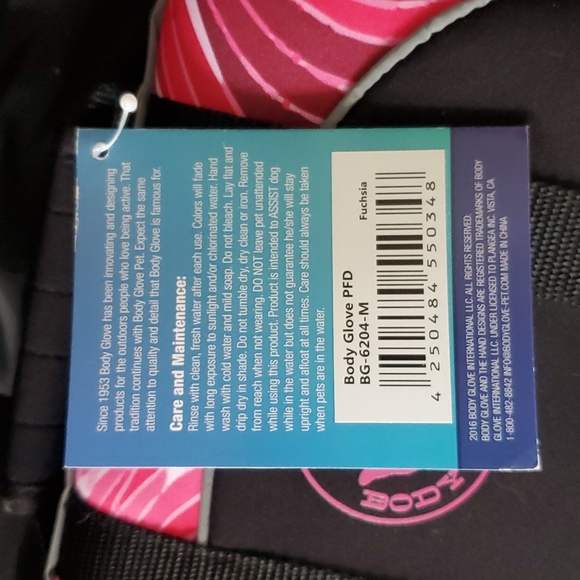 Since 1953 Body Glove has been innovating and designing
products for the outdoors people who love being active. That
tradition continues with Body Glove Pet. Expect the same
attention to quality and detail that Body Glove is famous for.
Care and Maintenance:
Rinse with clean, fresh water after each use. Colors will fade
with long exposure to sunlight and/or chlorinated water. Hand
wash with cold water and mild soap. Do not bleach. Lay flat and
drip dry in shade. Do not tumble dry, dry clean or iron. Remove
from reach when not wearing. DO NOT leave pet unattended
while using this product. Product is intended to ASSIST dog
while in the water but does not guarantee he/she will stay
upright and afloat at all times. Care should always be taken
when pets are in the water.
Body Glove PFD
BG-6204-M
Fuchsia
4 250484 550348
2016 BODY GLOVE INTERNATIONAL LLC. ALL RIGHTS RESERVED.
BODY GLOVE AND THE HAND DESIGNS ARE REGISTERED TRADEMARKS OF BODY
GLOVE INTERNATIONAL LLC. UNDER LICENSED TO PLANGEA INC. VISTA, CA
1-800-482-8842 INFO@BODYGLOVE-PET.COM MADE IN CHINA
BODY